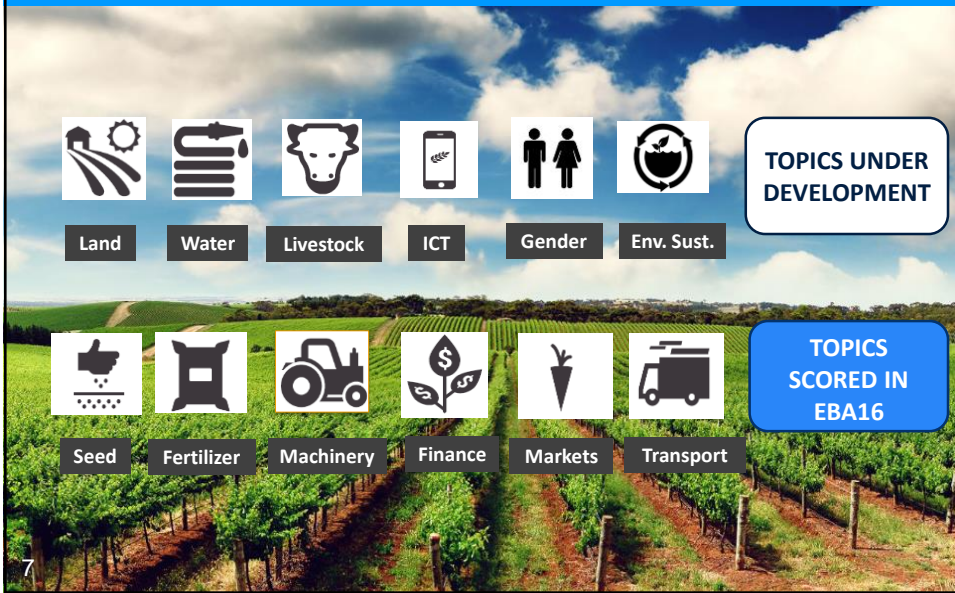 TOPICS UNDER
DEVELOPMENT
Land
Water
Livestock
ICT
Gender
Env. Sust.
TOPICS
SCORED IN
EBA16
Seed
Fertilizer
Machinery
Finance
Markets
Transport
7